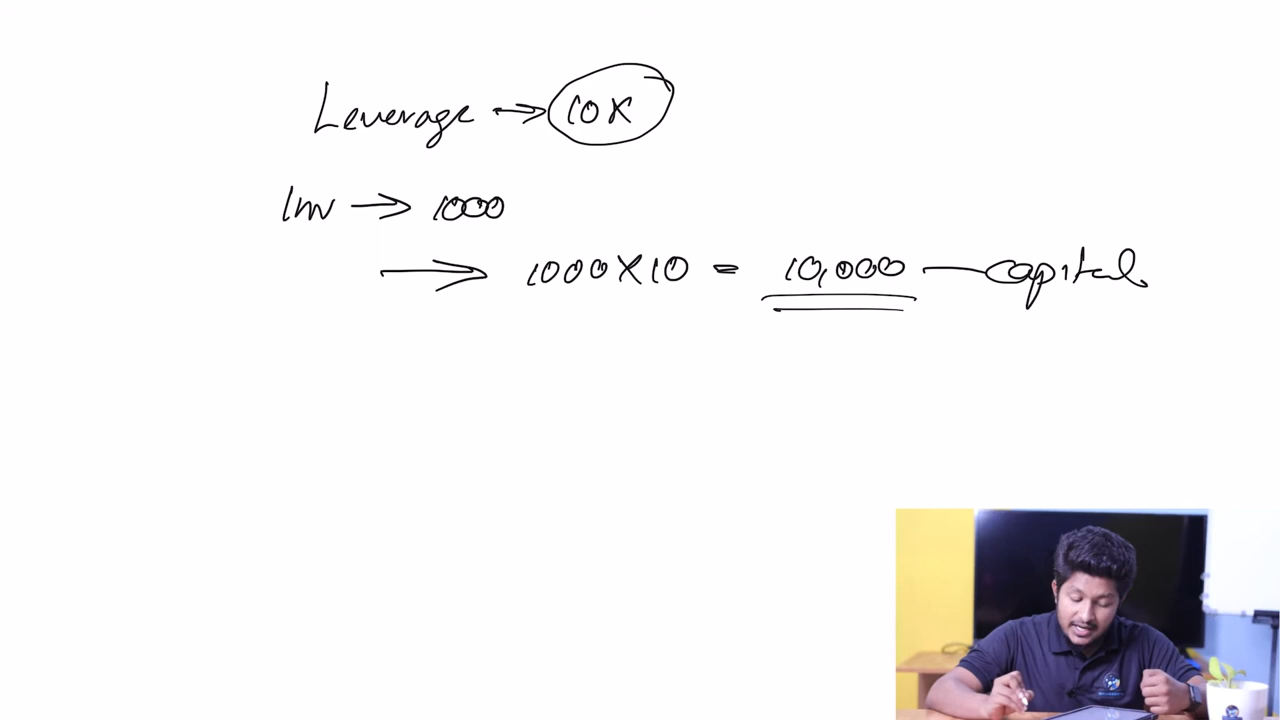 Leverage → 10x
Inv → 1000
→ 1000 X 10 = 10,000 — capital